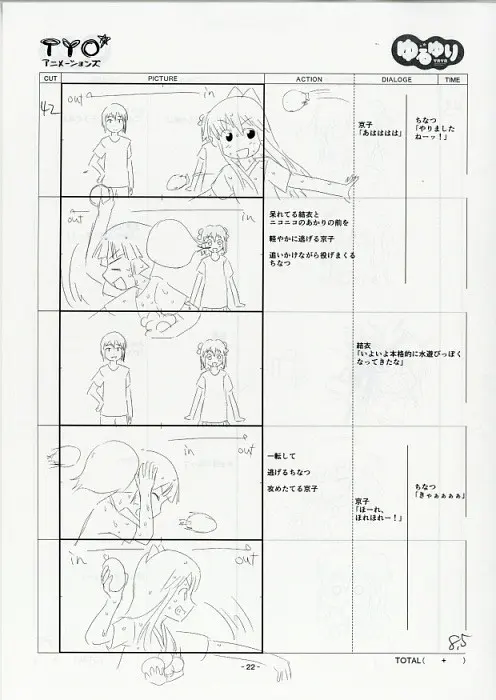 TYO
アニメーションズ
ゆるゆり
CUT
PICTURE
ACTION
DIALOGE
TIME
42
out
in
京子
「あはははは」
ちなつ
「やりました
ねーッ！」
out
in
呆れてる結衣と
ニコニコのあかりの前を
軽やかに逃げる京子
追いかけながら投げまくる
ちなつ
結衣
「いよいよ本格的に水遊びっぽく
なってきたな」
in
out
一転して
逃げるちなつ
攻めたてる京子
京子
「ほーれ、
ほれほれー！」
ちなつ
「きゃぁぁぁぁ」
in
out
8,5
- 22 -
TOTAL( + )